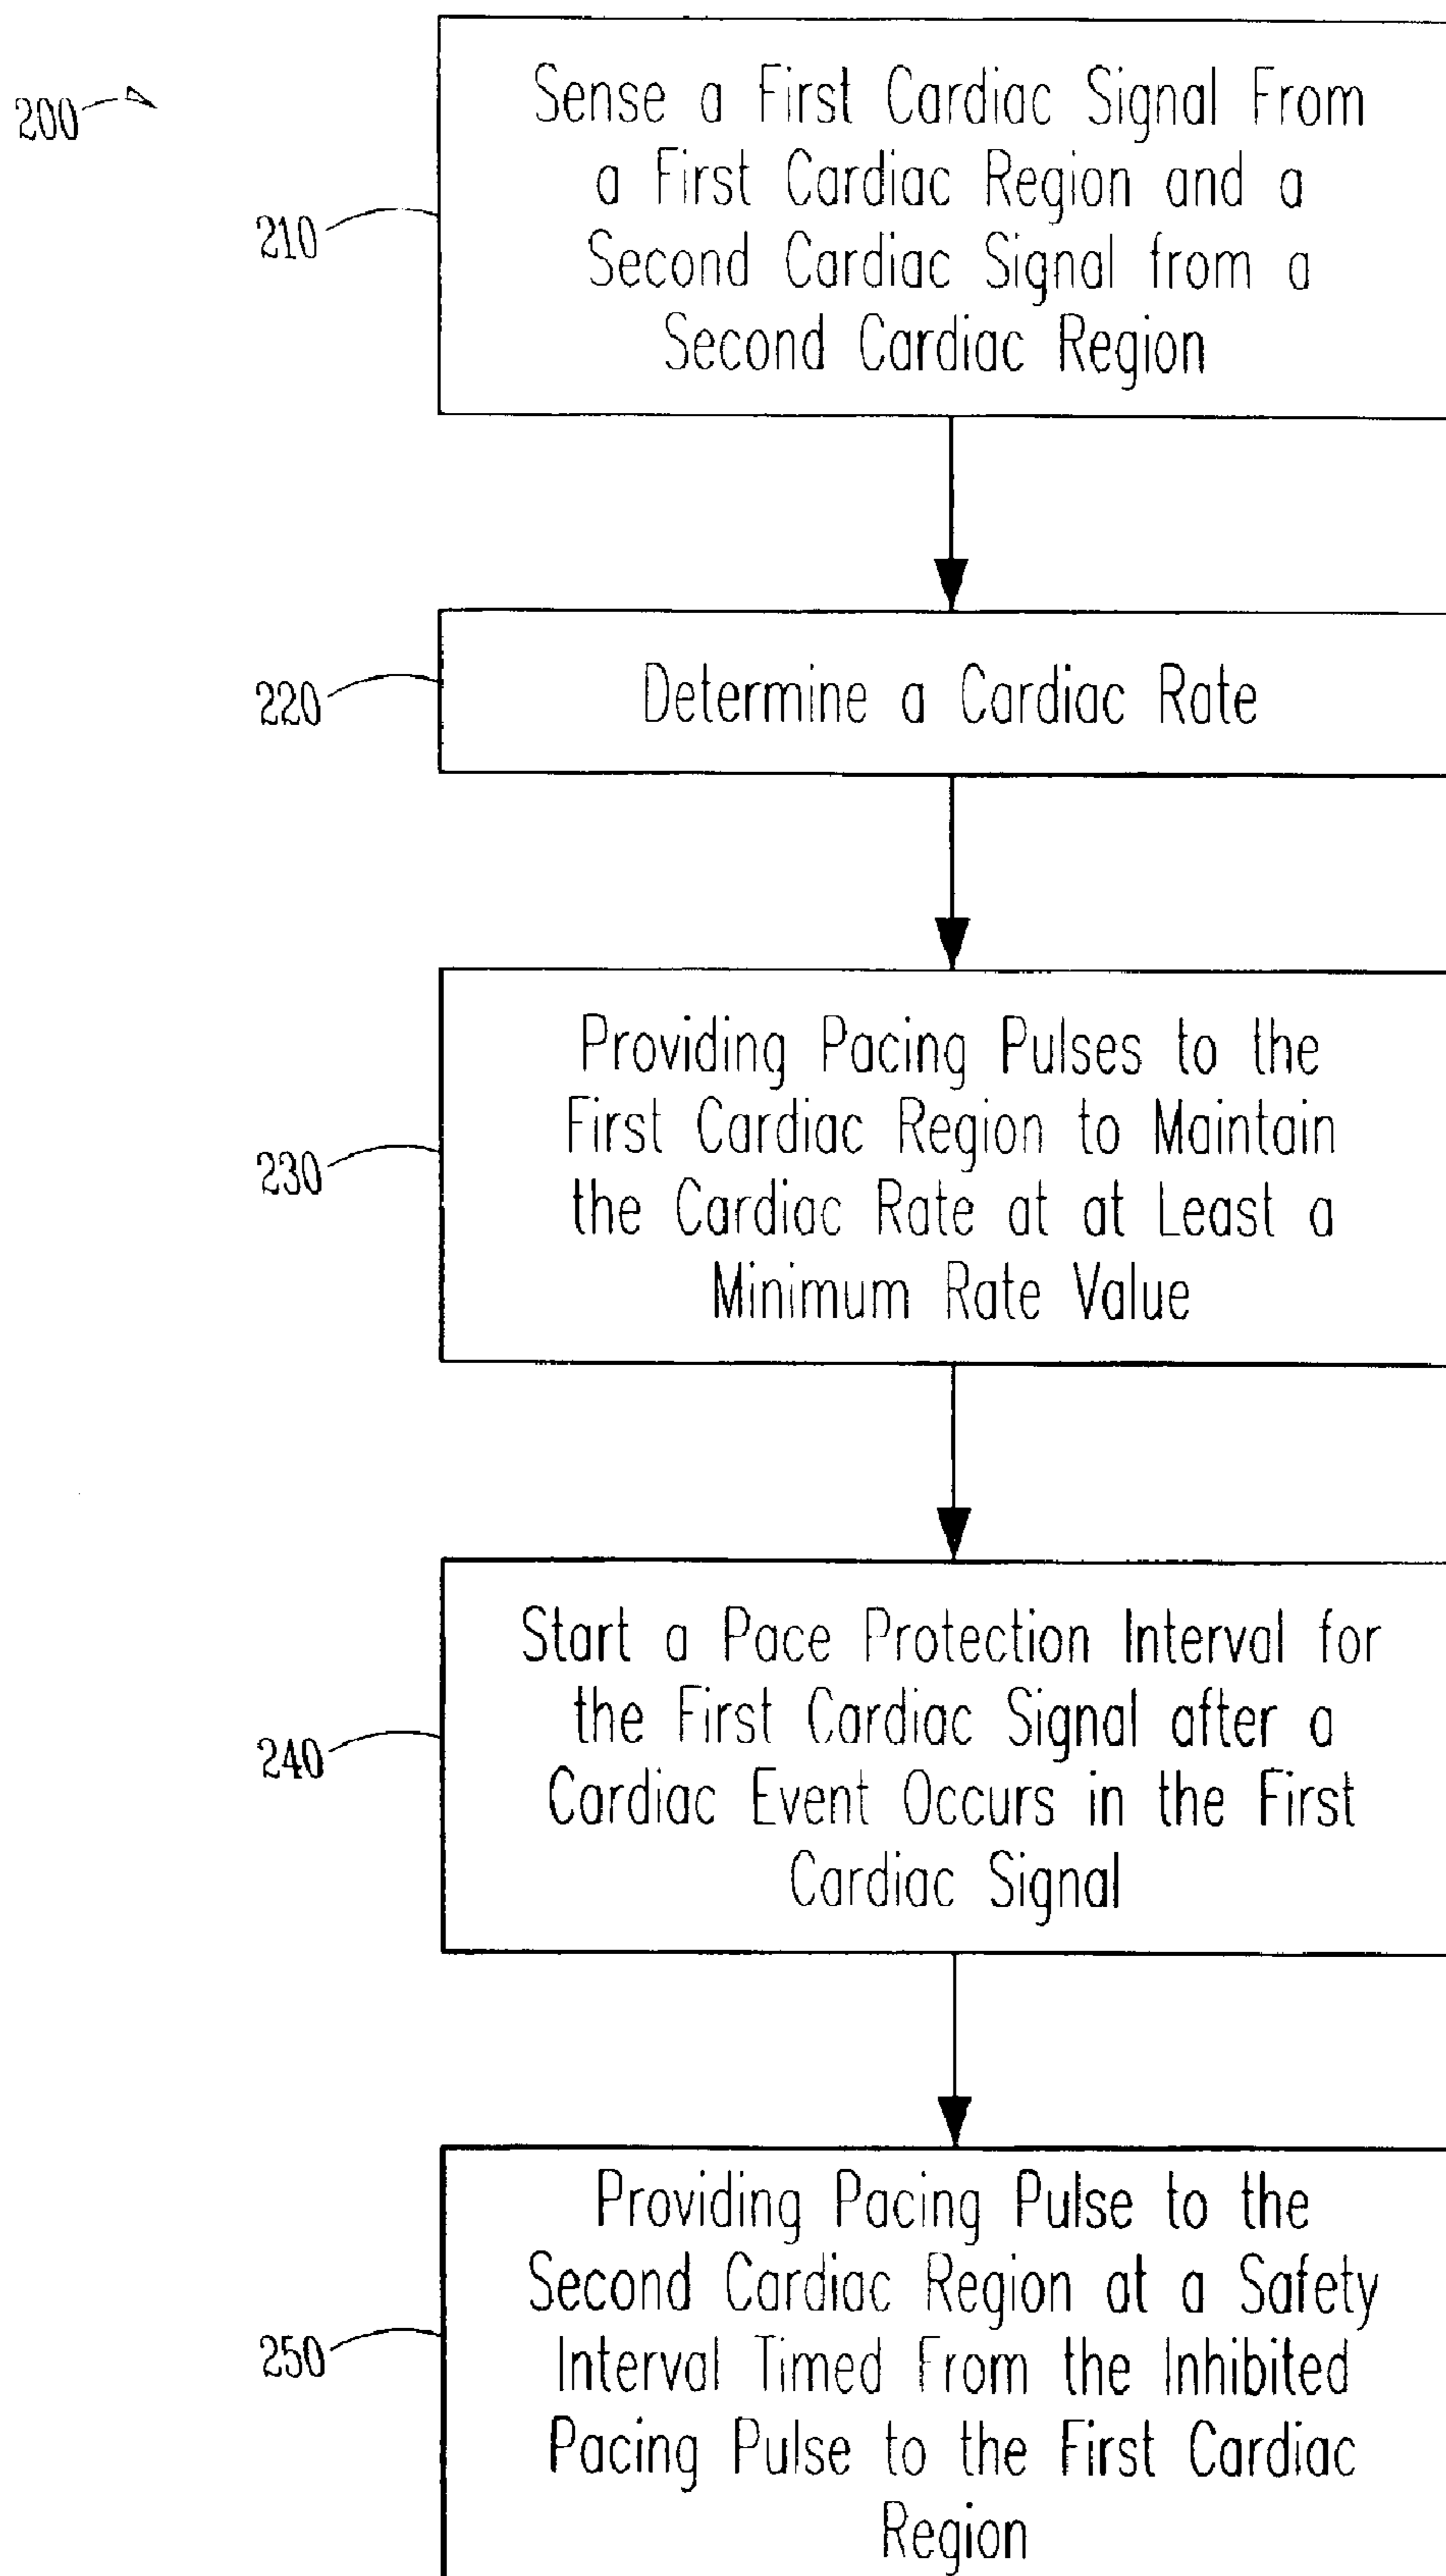 200
210
Sense a First Cardiac Signal From
a First Cardiac Region and a
Second Cardiac Signal from a
Second Cardiac Region
220
Determine a Cardiac Rate
230
Providing Pacing Pulses to the
First Cardiac Region to Maintain
the Cardiac Rate at at Least a
Minimum Rate Value
240
Start a Pace Protection Interval for
the First Cardiac Signal after a
Cardiac Event Occurs in the First
Cardiac Signal
250
Providing Pacing Pulse to the
Second Cardiac Region at a Safety
Interval Timed From the Inhibited
Pacing Pulse to the First Cardiac
Region